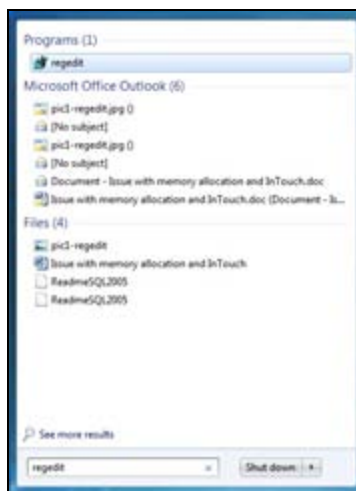 Programs (1)
regedit
Microsoft Office Outlook (6)
pic1-regedit.jpg ()
[No subject]
pic1-regedit.jpg ()
[No subject]
Document - Issue with memory allocation and InTouch.doc
Issue with memory allocation and InTouch.doc (Document - Is...
Files (4)
pic1-regedit
Issue with memory allocation and InTouch
ReadmeSQL2005
ReadmeSQL2005
See more results
regedit
Shut down